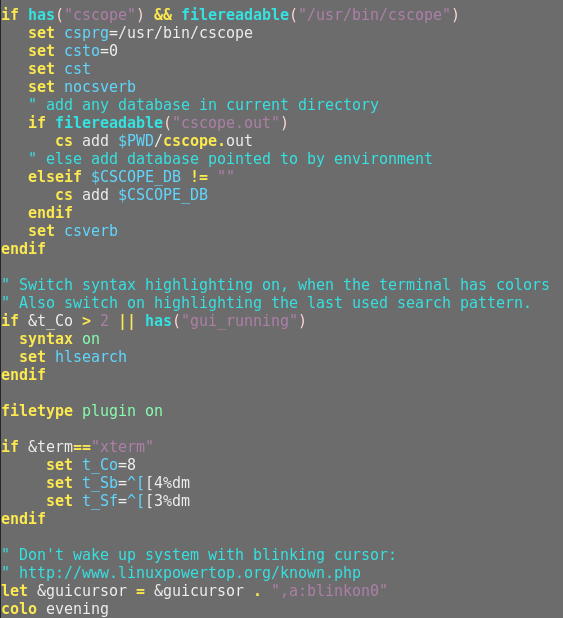 if has("cscope") && filereadable("/usr/bin/cscope")
   set csprg=/usr/bin/cscope
   set csto=0
   set cst
   set nocsverb
   " add any database in current directory
   if filereadable("cscope.out")
      cs add $PWD/cscope.out
   " else add database pointed to by environment
   elseif $CSCOPE_DB != ""
      cs add $CSCOPE_DB
   endif
   set csverb
endif

" Switch syntax highlighting on, when the terminal has colors
" Also switch on highlighting the last used search pattern.
if &t_Co > 2 || has("gui_running")
  syntax on
  set hlsearch
endif

filetype plugin on

if &term=="xterm"
     set t_Co=8
     set t_Sb=^[[4%dm
     set t_Sf=^[[3%dm
endif

" Don't wake up system with blinking cursor:
" http://www.linuxpowertop.org/known.php
let &guicursor = &guicursor . ",a:blinkon0"
colo evening